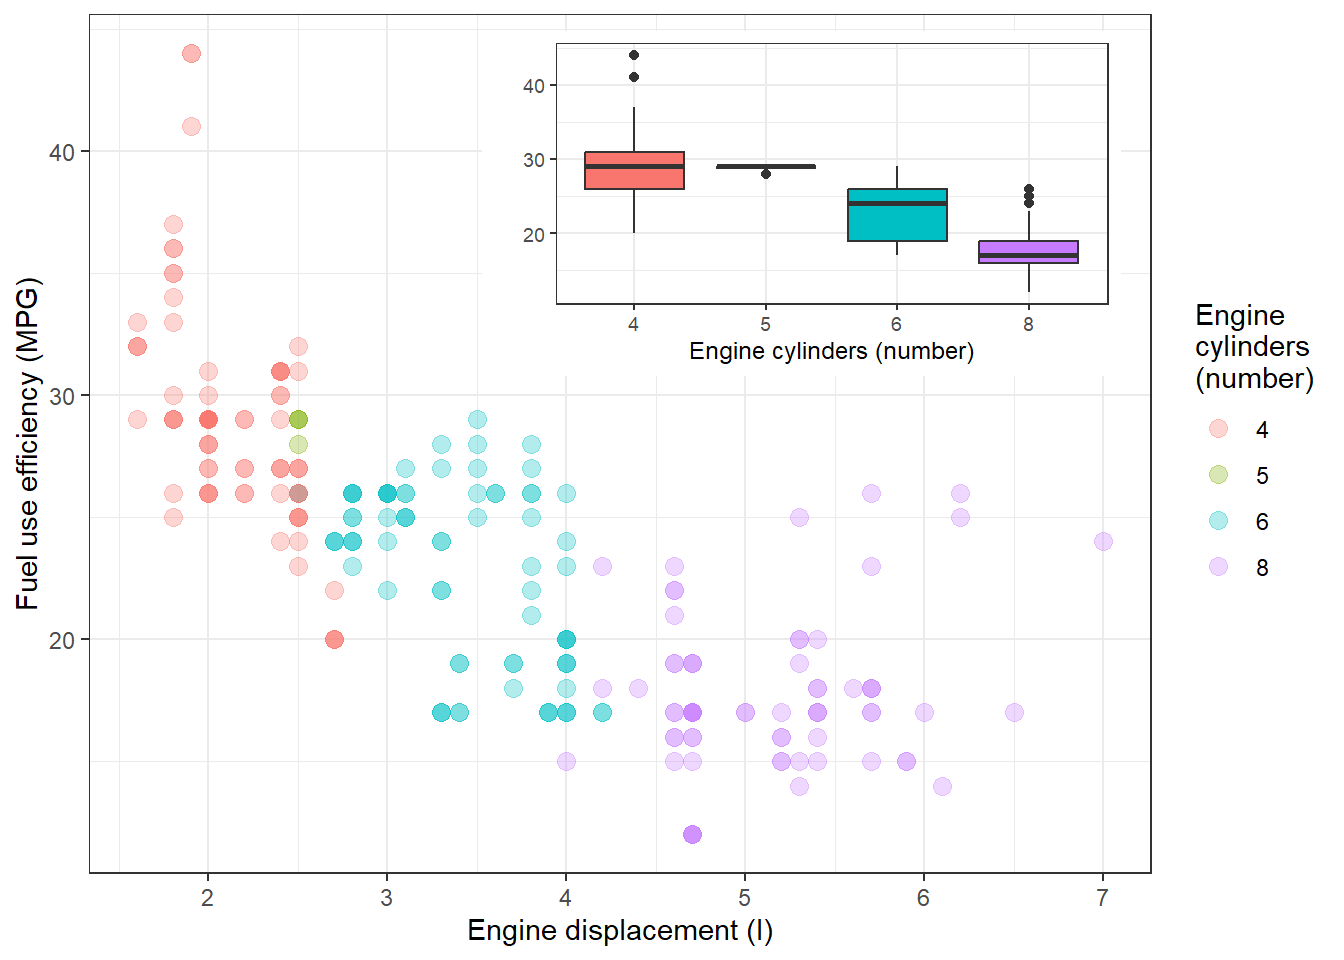 Fuel use efficiency (MPG)
40
30
20
2 3 4 5 6 7
Engine displacement (l)
40
30
20
4 5 6 8
Engine cylinders (number)
Engine
cylinders
(number)
4
5
6
8